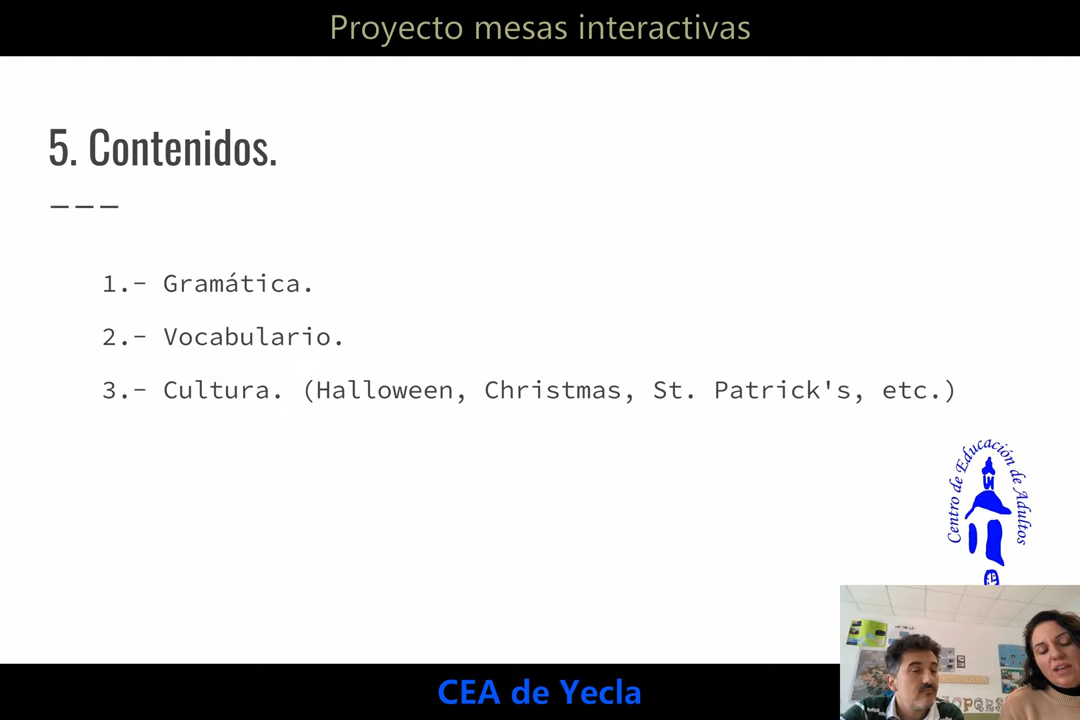 Proyecto mesas interactivas
5. Contenidos.
1.- Gramática.
2.- Vocabulario.
3.- Cultura. (Halloween, Christmas, St. Patrick's, etc.)
Centro de Educación de Adultos
CEA de Yecla